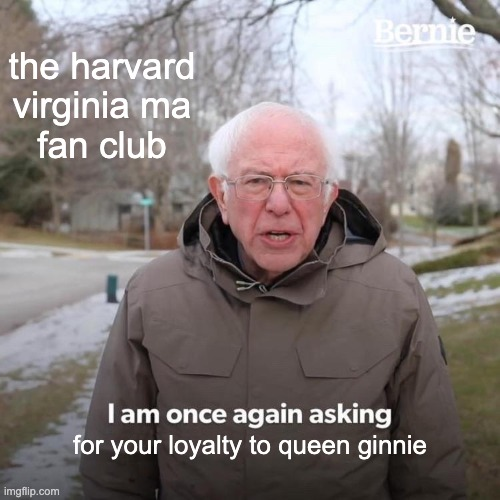 Bernie
the harvard
virginia ma
fan club
I am once again asking
for your loyalty to queen ginnie
imgflip.com